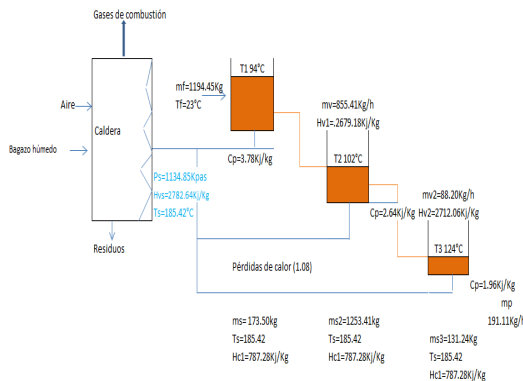 Gases de combustión
T1 94°C
mf=1194.45Kg
Tf=23°C
Aire
Caldera
Bagazo húmedo
mv=855.41Kg/h
Hv1=.2679.18Kj/Kg
Cp=3.78Kj/kg
T2 102°C
Ps=1134.85Kpas
Hvs=2782.64Kj/Kg
Ts=185.42°C
mv2=88.20Kg/h
Hv2=2712.06Kj/Kg
Cp=2.64Kj/Kg
Residuos
T3 124°C
Pérdidas de calor (1.08)
Cp=1.96Kj/Kg
mp
191.11Kg/h
ms= 173.50kg
Ts=185.42
Hc1=787.28Kj/Kg
ms2=1253.41kg
Ts=185.42
Hc1=787.28Kj/Kg
ms3=131.24Kg
Ts=185.42
Hc1=787.28Kj/Kg